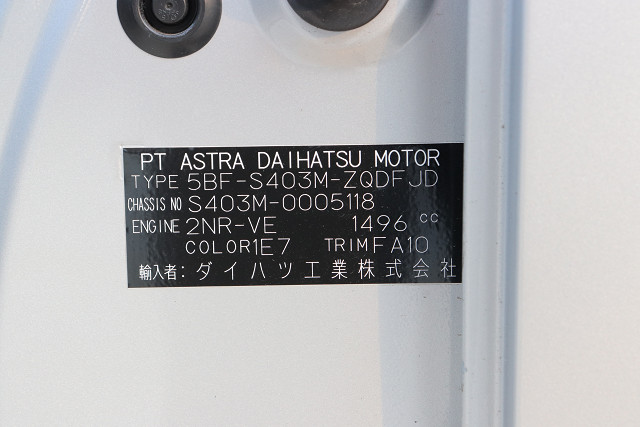 PT ASTRA DAIHATSU MOTOR
TYPE 5BF-S403M-ZQDFJD
CHASSIS NO S403M-0005118
ENGINE 2NR-VE 1496 cc
COLOR 1E7 TRIM FA10
輸入者: ダイハツ工業株式会社